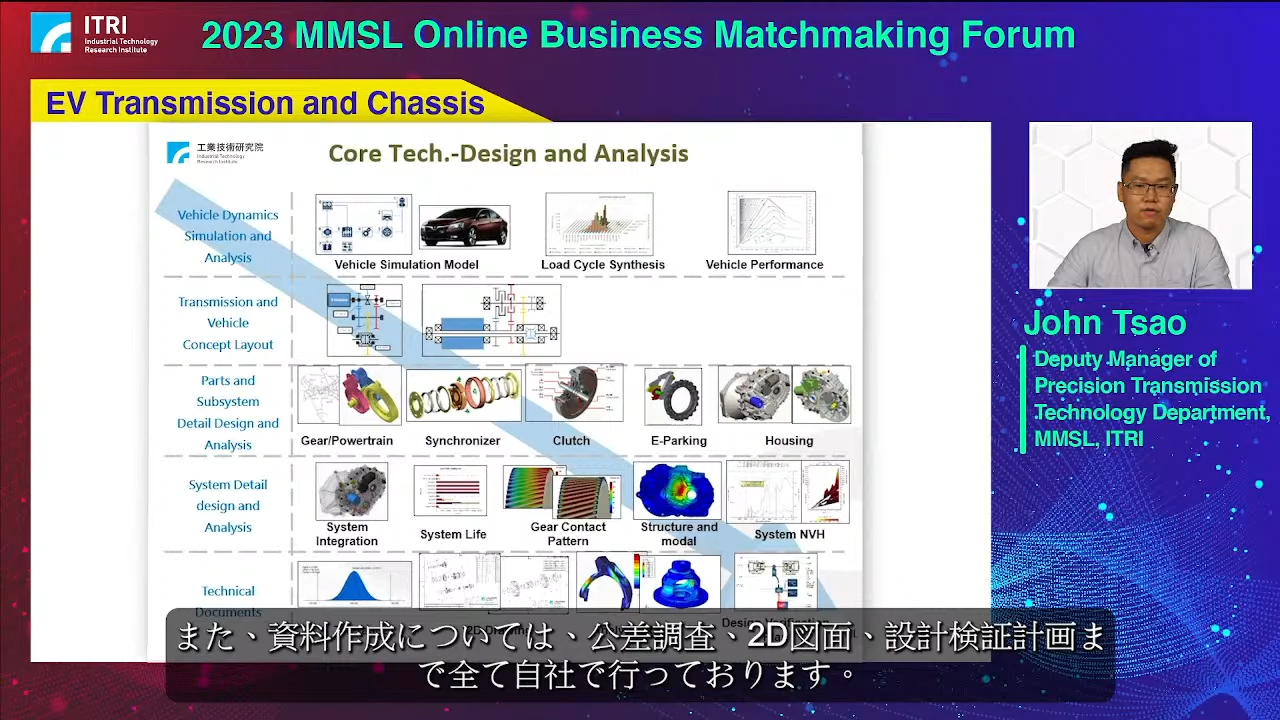 ITRI
Industrial Technology
Research Institute
2023 MMSL Online Business Matchmaking Forum
EV Transmission and Chassis
工業技術研究院
Industrial Technology
Research Institute
Core Tech.-Design and Analysis
Vehicle Dynamics
Simulation and
Analysis
Vehicle Simulation Model
Load Cycle Synthesis
Vehicle Performance
Transmission and
Vehicle
Concept Layout
Parts and
Subsystem
Detail Design and
Analysis
Gear/Powertrain
Synchronizer
Clutch
E-Parking
Housing
System Detail
design and
Analysis
System
Integration
System Life
Gear Contact
Pattern
Structure and
modal
System NVH
Technical
Documents
John Tsao
Deputy Manager of
Precision Transmission
Technology Department,
MMSL, ITRI
また、資料作成については、公差調査、2D図面、設計検証計画ま
で全て自社で行っております。